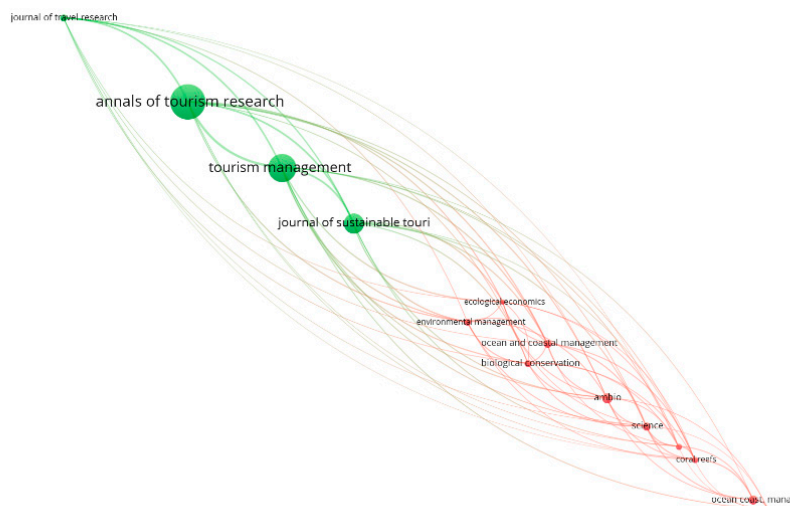 journal of travel research
annals of tourism research
tourism management
journal of sustainable touri
ecological economics
environmental management
ocean and coastal management
biological conservation
ambio
science
coral reefs
ocean coast. mana